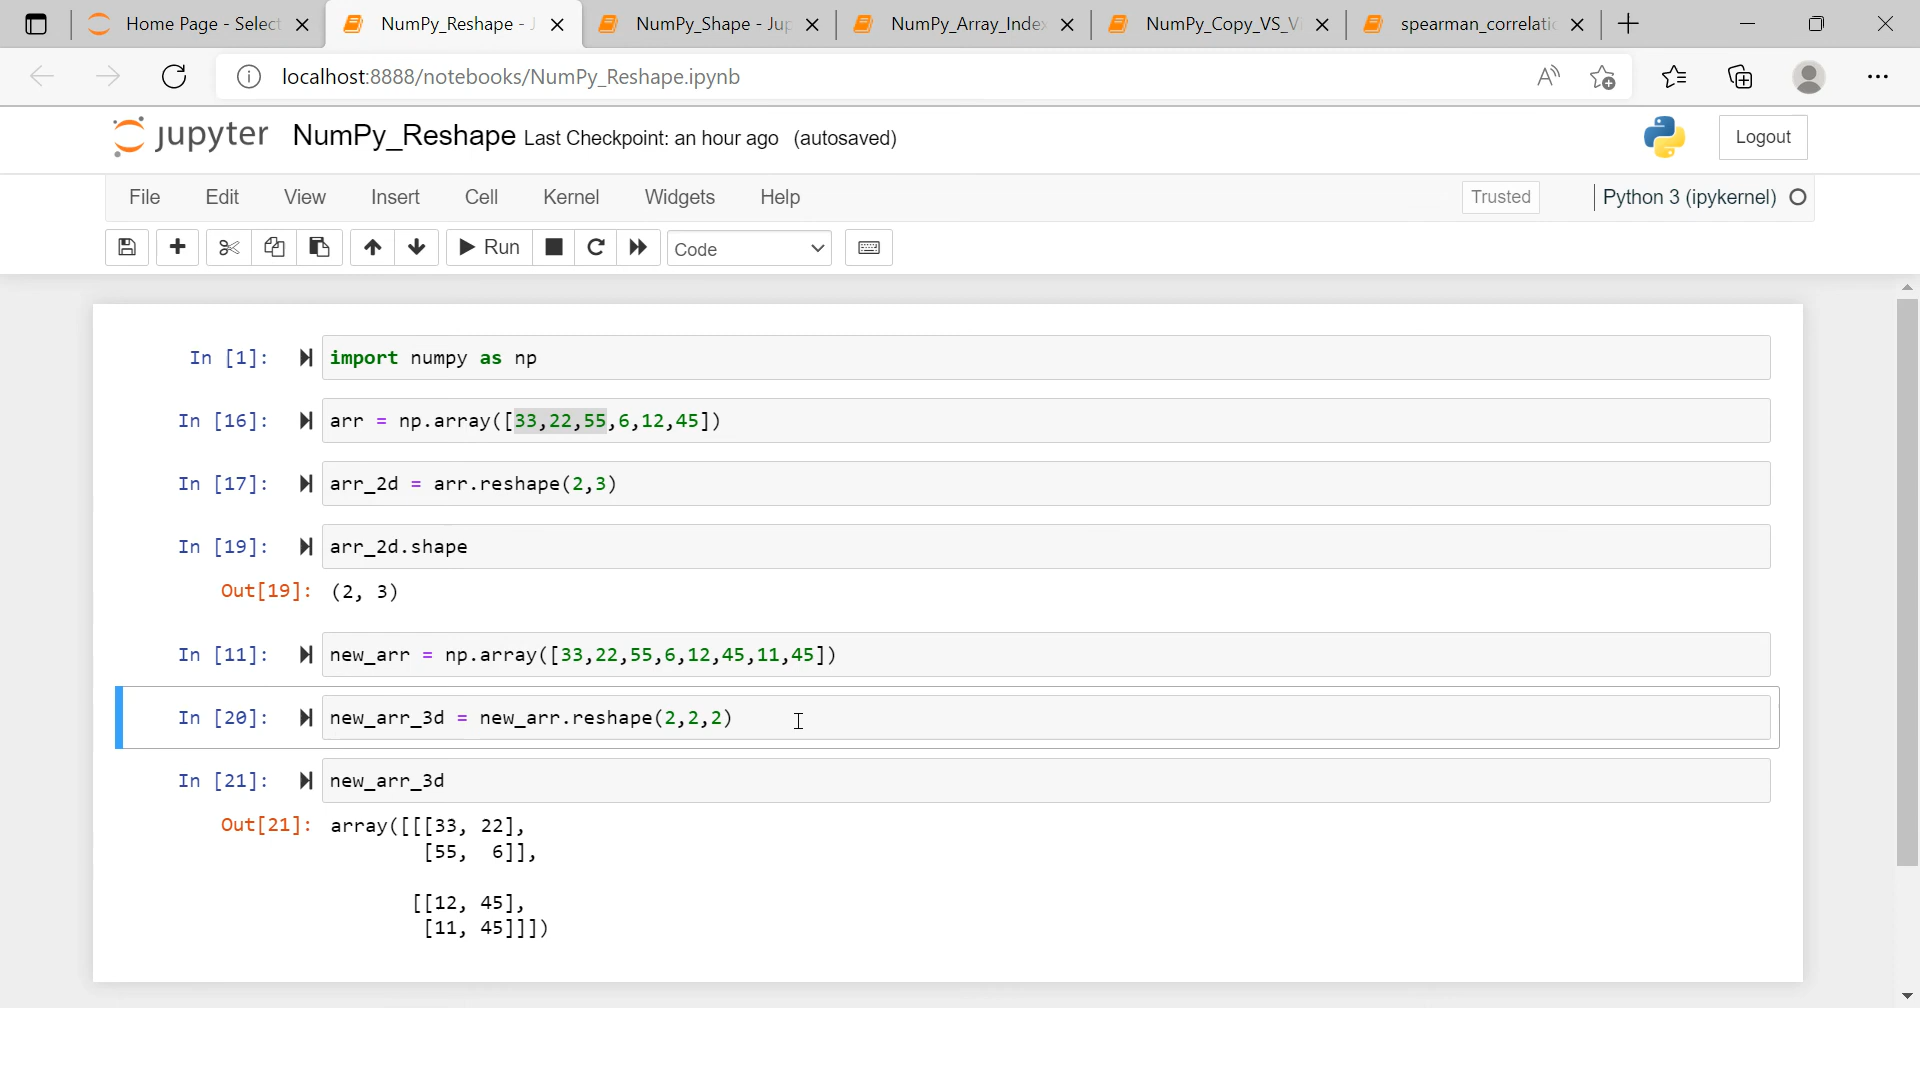 Home Page - Select
NumPy_Reshape - J
NumPy_Shape - Jup
NumPy_Array_Index
NumPy_Copy_VS_Vi
spearman_correlatio
localhost:8888/notebooks/NumPy_Reshape.ipynb
jupyter NumPy_Reshape Last Checkpoint: an hour ago (autosaved)
Logout
File Edit View Insert Cell Kernel Widgets Help
Trusted
Python 3 (ipykernel)
Run
Code
In [1]: import numpy as np
In [16]: arr = np.array([33,22,55,6,12,45])
In [17]: arr_2d = arr.reshape(2,3)
In [19]: arr_2d.shape
Out[19]: (2, 3)
In [11]: new_arr = np.array([33,22,55,6,12,45,11,45])
In [20]: new_arr_3d = new_arr.reshape(2,2,2)
In [21]: new_arr_3d
Out[21]: array([[[33, 22],
[55, 6]],
[[12, 45],
[11, 45]]])